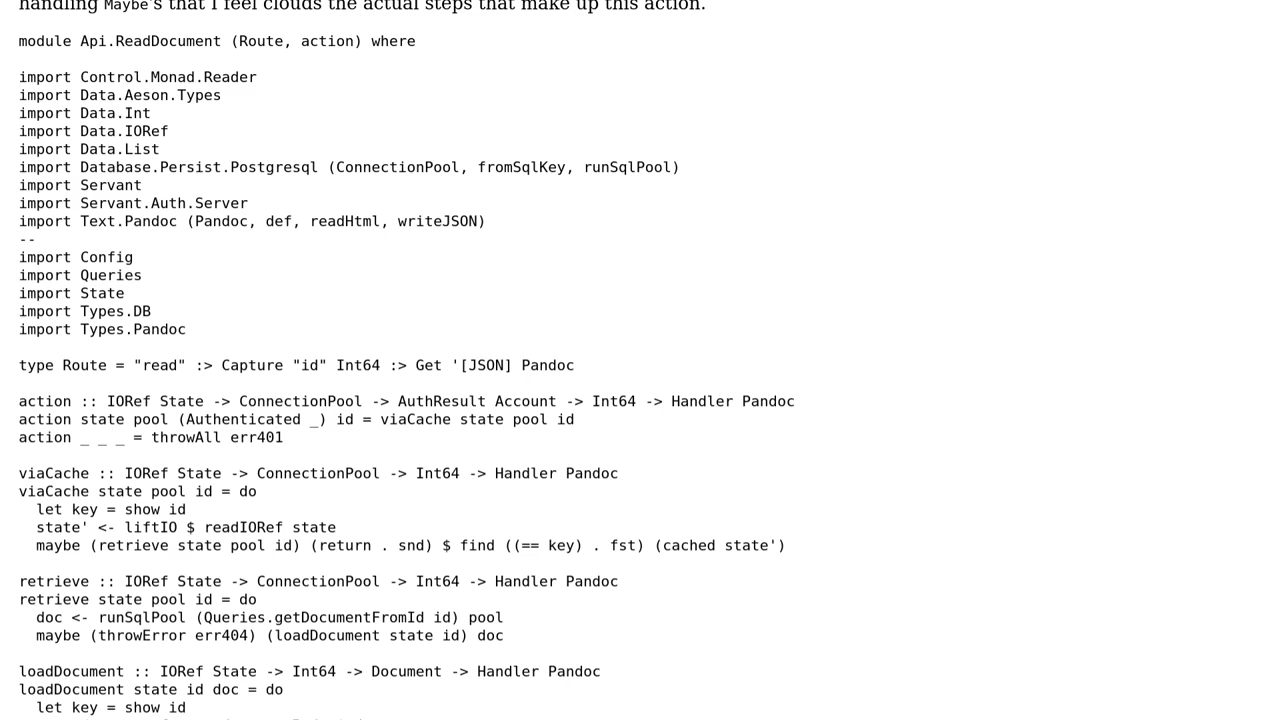 handling Maybe's that I feel clouds the actual steps that make up this action.
module Api.ReadDocument (Route, action) where
import Control.Monad.Reader
import Data.Aeson.Types
import Data.Int
import Data.IORef
import Data.List
import Database.Persist.Postgresql (ConnectionPool, fromSqlKey, runSqlPool)
import Servant
import Servant.Auth.Server
import Text.Pandoc (Pandoc, def, readHtml, writeJSON)
--
import Config
import Queries
import State
import Types.DB
import Types.Pandoc
type Route = "read" :> Capture "id" Int64 :> Get '[JSON] Pandoc
action :: IORef State -> ConnectionPool -> AuthResult Account -> Int64 -> Handler Pandoc
action state pool (Authenticated _) id = viaCache state pool id
action _ _ _ = throwAll err401
viaCache :: IORef State -> ConnectionPool -> Int64 -> Handler Pandoc
viaCache state pool id = do
  let key = show id
  state' <- liftIO $ readIORef state
  maybe (retrieve state pool id) (return . snd) $ find ((== key) . fst) (cached state')
retrieve :: IORef State -> ConnectionPool -> Int64 -> Handler Pandoc
retrieve state pool id = do
  doc <- runSqlPool (Queries.getDocumentFromId id) pool
  maybe (throwError err404) (loadDocument state id) doc
loadDocument :: IORef State -> Int64 -> Document -> Handler Pandoc
loadDocument state id doc = do
  let key = show id